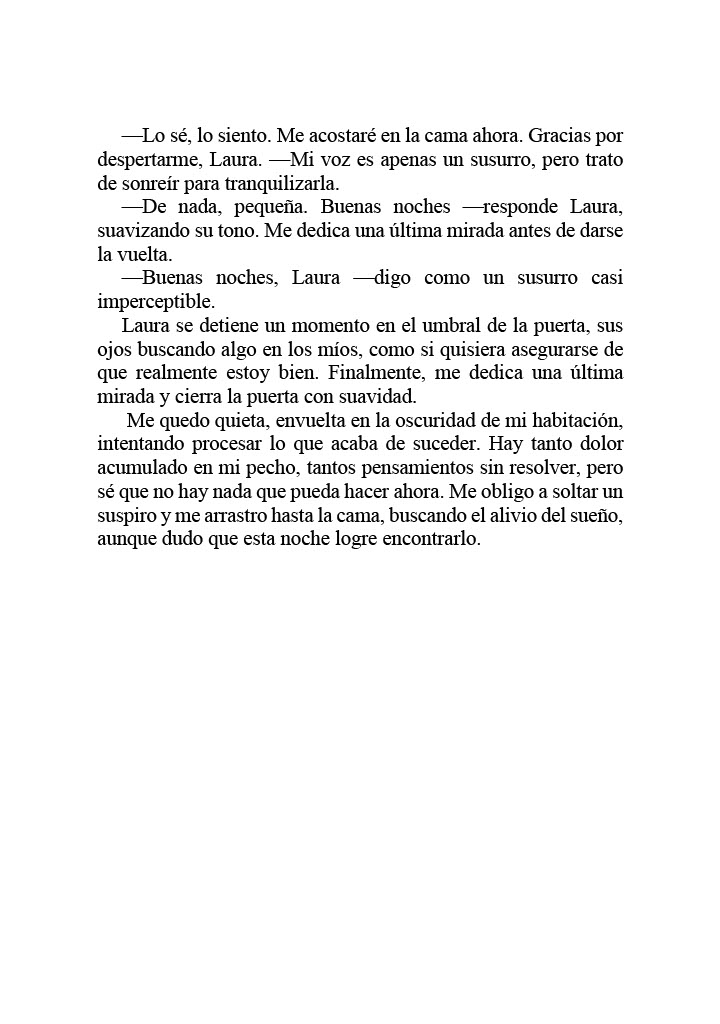 —Lo sé, lo siento. Me acostaré en la cama ahora. Gracias por
despertarme, Laura. —Mi voz es apenas un susurro, pero trato
de sonreír para tranquilizarla.
—De nada, pequeña. Buenas noches —responde Laura,
suavizando su tono. Me dedica una última mirada antes de darse
la vuelta.
—Buenas noches, Laura —digo como un susurro casi
imperceptible.
Laura se detiene un momento en el umbral de la puerta, sus
ojos buscando algo en los míos, como si quisiera asegurarse de
que realmente estoy bien. Finalmente, me dedica una última
mirada y cierra la puerta con suavidad.
Me quedo quieta, envuelta en la oscuridad de mi habitación,
intentando procesar lo que acaba de suceder. Hay tanto dolor
acumulado en mi pecho, tantos pensamientos sin resolver, pero
sé que no hay nada que pueda hacer ahora. Me obligo a soltar un
suspiro y me arrastro hasta la cama, buscando el alivio del sueño,
aunque dudo que esta noche logre encontrarlo.